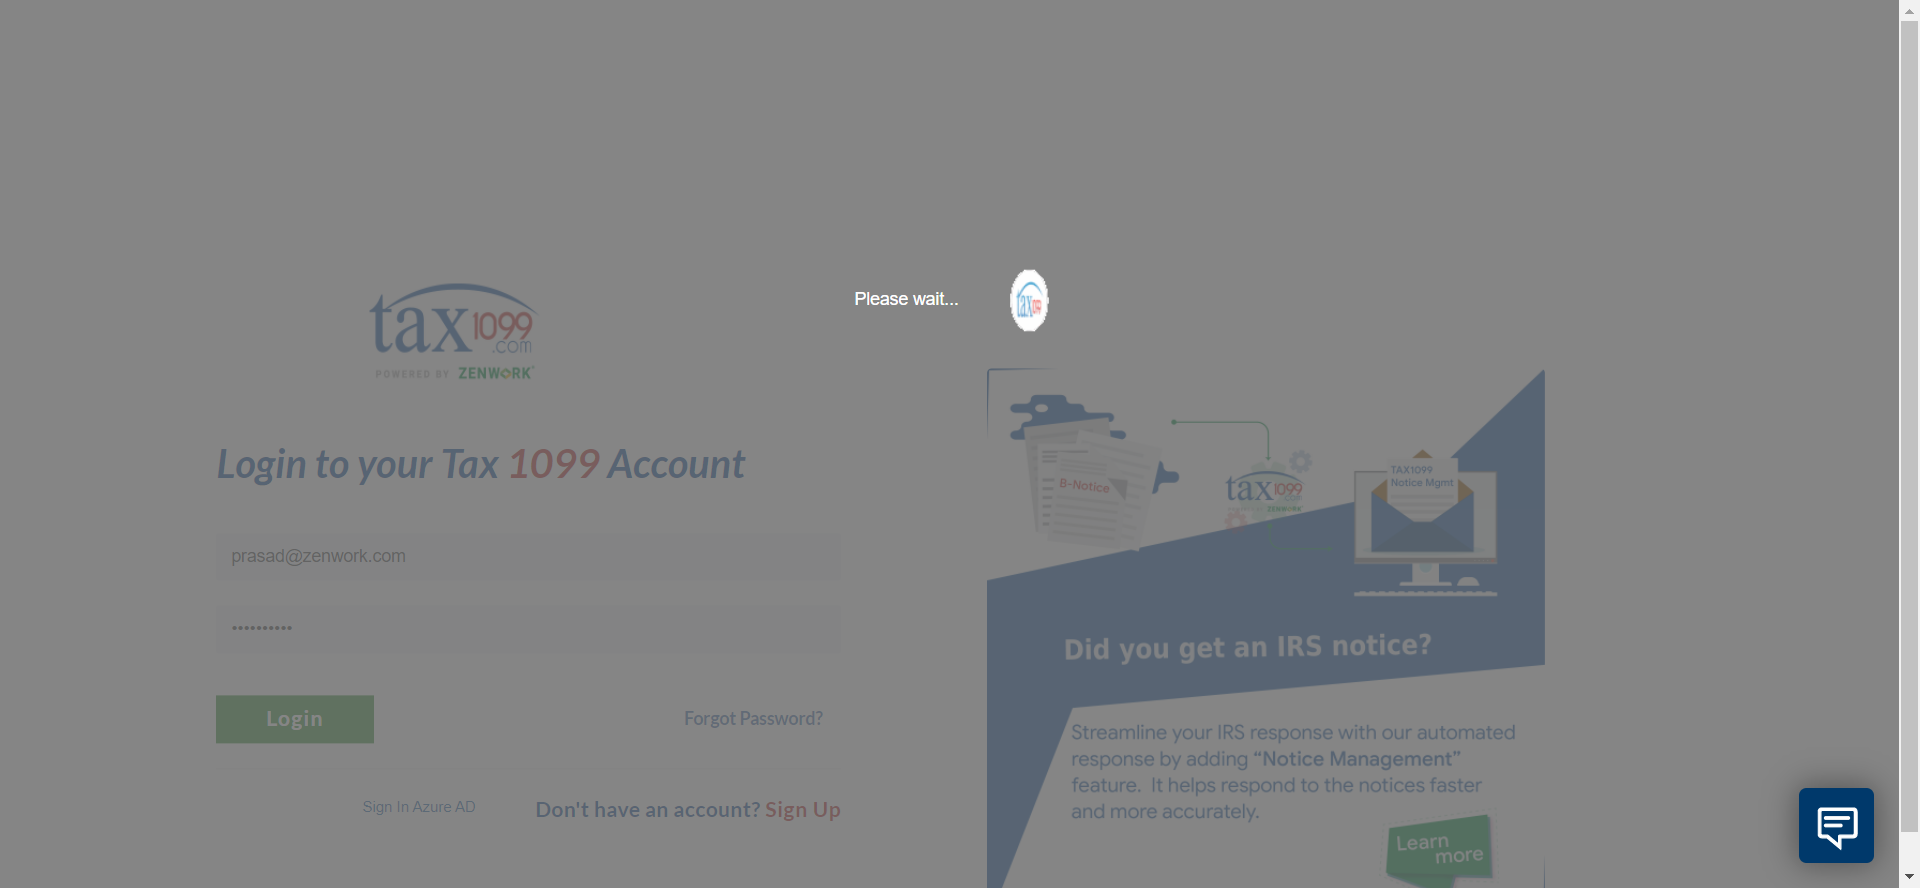 Please wait...
tax1099
.com
POWERED BY ZENWORK
Login to your Tax 1099 Account
prasad@zenwork.com
••••••••••
Login
Forgot Password?
Sign In Azure AD
Don't have an account? Sign Up
tax1099
B-Notice
tax1099
.com
ZENWORK
TAX1099
Notice Mgmt
Did you get an IRS notice?
Streamline your IRS response with our automated
response by adding “Notice Management”
feature. It helps respond to the notices faster
and more accurately.
Learn
more